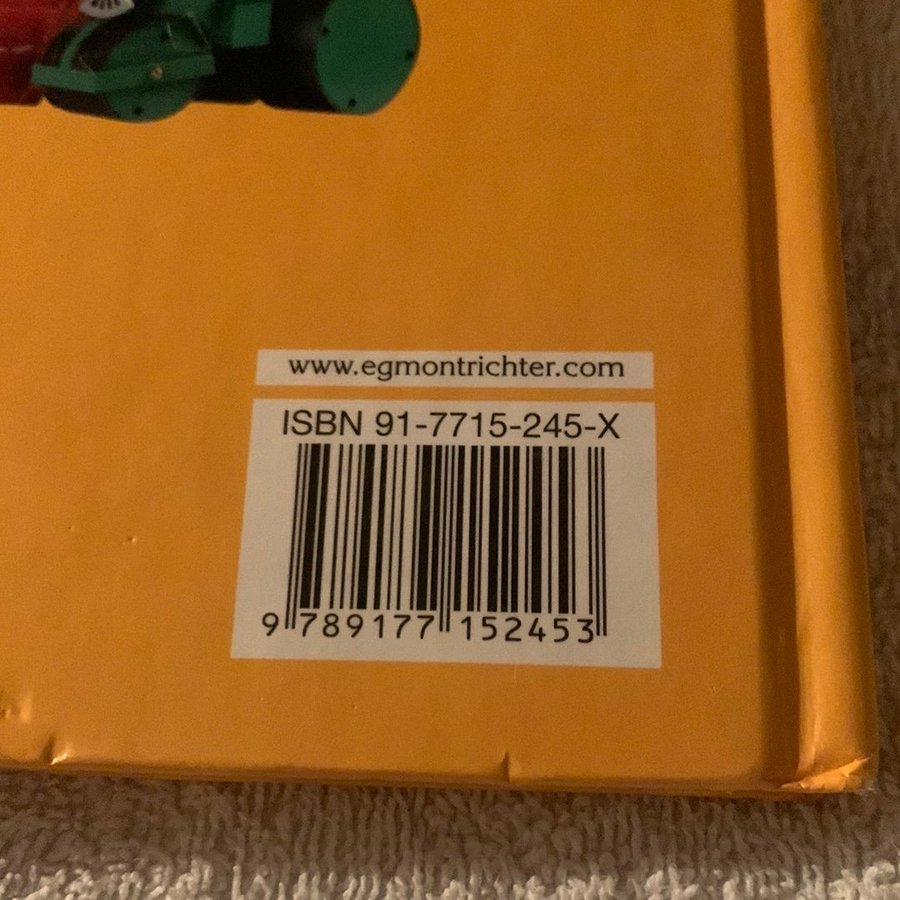 www.egmontrichter.com
ISBN 91-7715-245-X
9 789177 152453